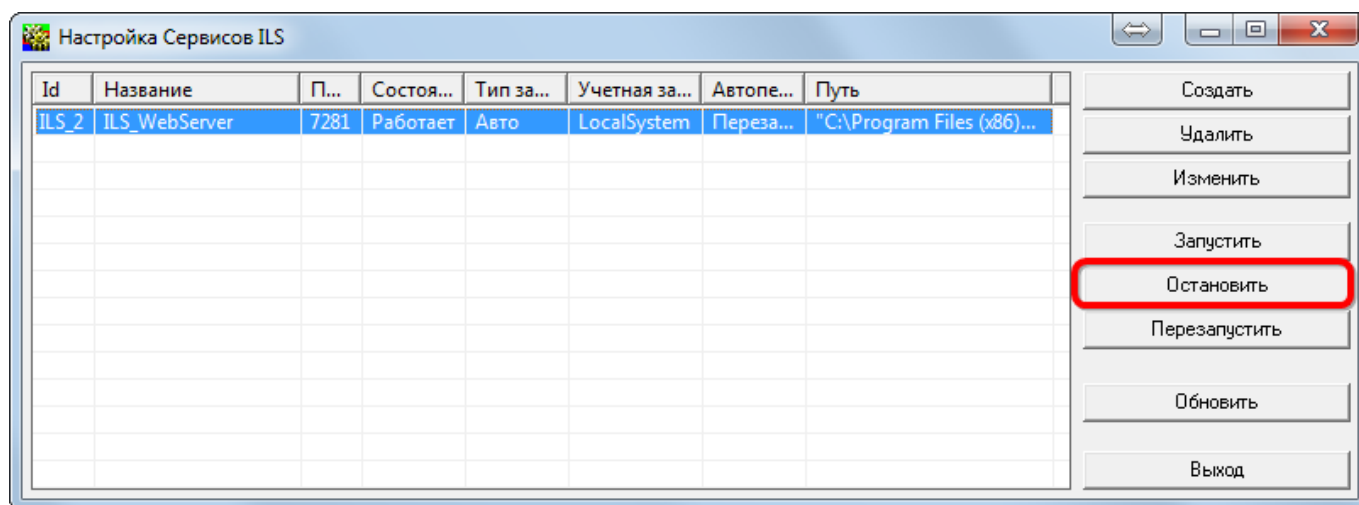 Настройка Сервисов ILS
Id Название П... Состоя... Тип за... Учетная за... Автопе... Путь
ILS_2 ILS_WebServer 7281 Работает Авто LocalSystem Переза... "C:\Program Files (x86)...
Создать
Удалить
Изменить
Запустить
Остановить
Перезапустить
Обновить
Выход